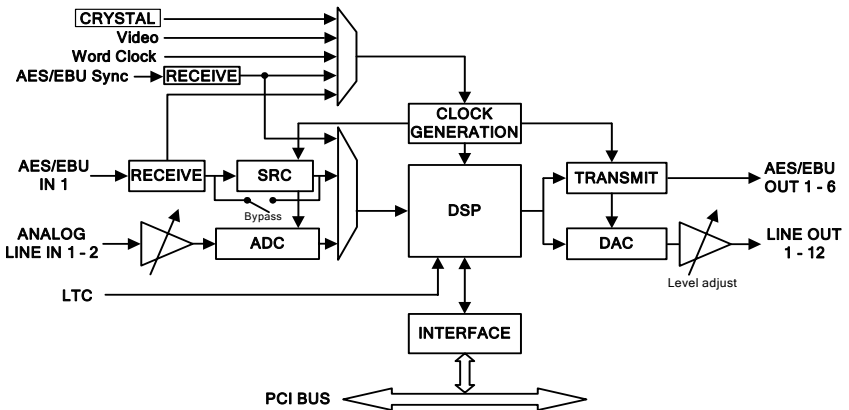 CRYSTAL
Video
Word Clock
AES/EBU Sync
RECEIVE
CLOCK
GENERATION
AES/EBU
IN 1
RECEIVE
SRC
Bypass
DSP
TRANSMIT
AES/EBU
OUT 1 - 6
ANALOG
LINE IN 1 - 2
ADC
DAC
Level adjust
LINE OUT
1 - 12
LTC
INTERFACE
PCI BUS